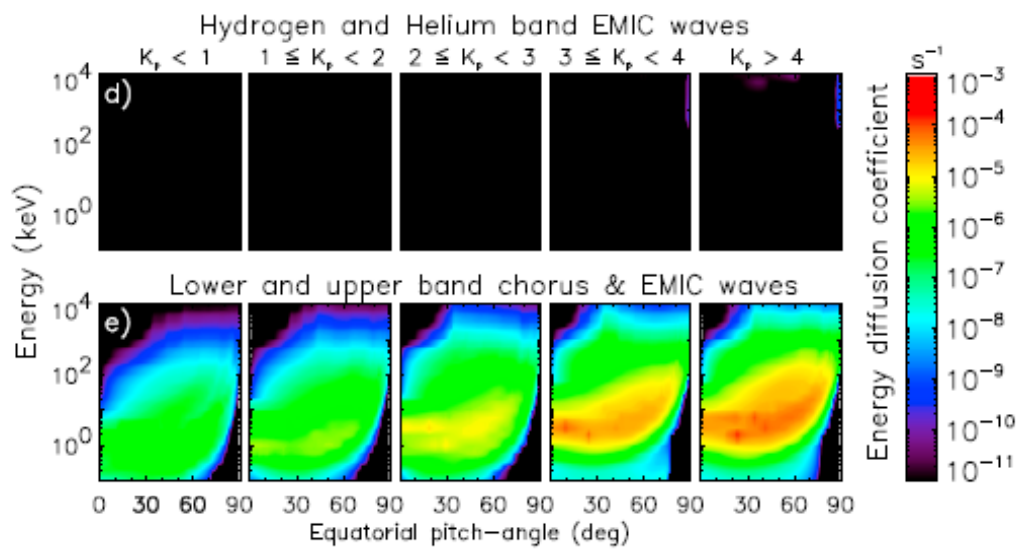 Hydrogen and Helium band EMIC waves
Kₚ < 1 1 ≦ Kₚ < 2 2 ≦ Kₚ < 3 3 ≦ Kₚ < 4 Kₚ > 4 s⁻¹
d)
10⁴
10²
10⁰
Energy (keV)
Lower and upper band chorus & EMIC waves
e)
10⁴
10²
10⁰
0 30 60 90 30 60 90 30 60 90 30 60 90 30 60 90
Equatorial pitch-angle (deg)
Energy diffusion coefficient
10⁻³
10⁻⁴
10⁻⁵
10⁻⁶
10⁻⁷
10⁻⁸
10⁻⁹
10⁻¹⁰
10⁻¹¹